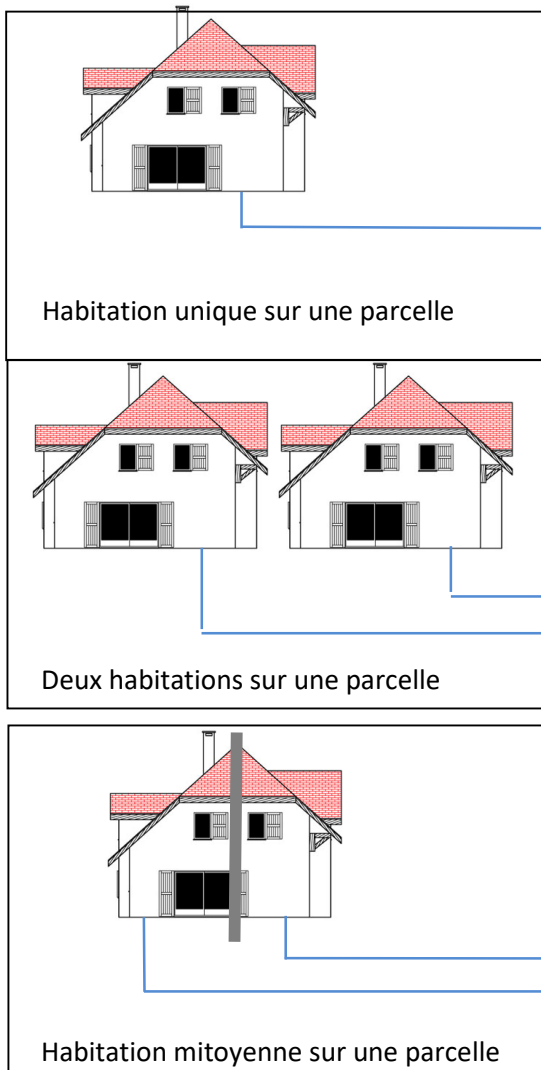 Habitation unique sur une parcelle
Deux habitations sur une parcelle
Habitation mitoyenne sur une parcelle